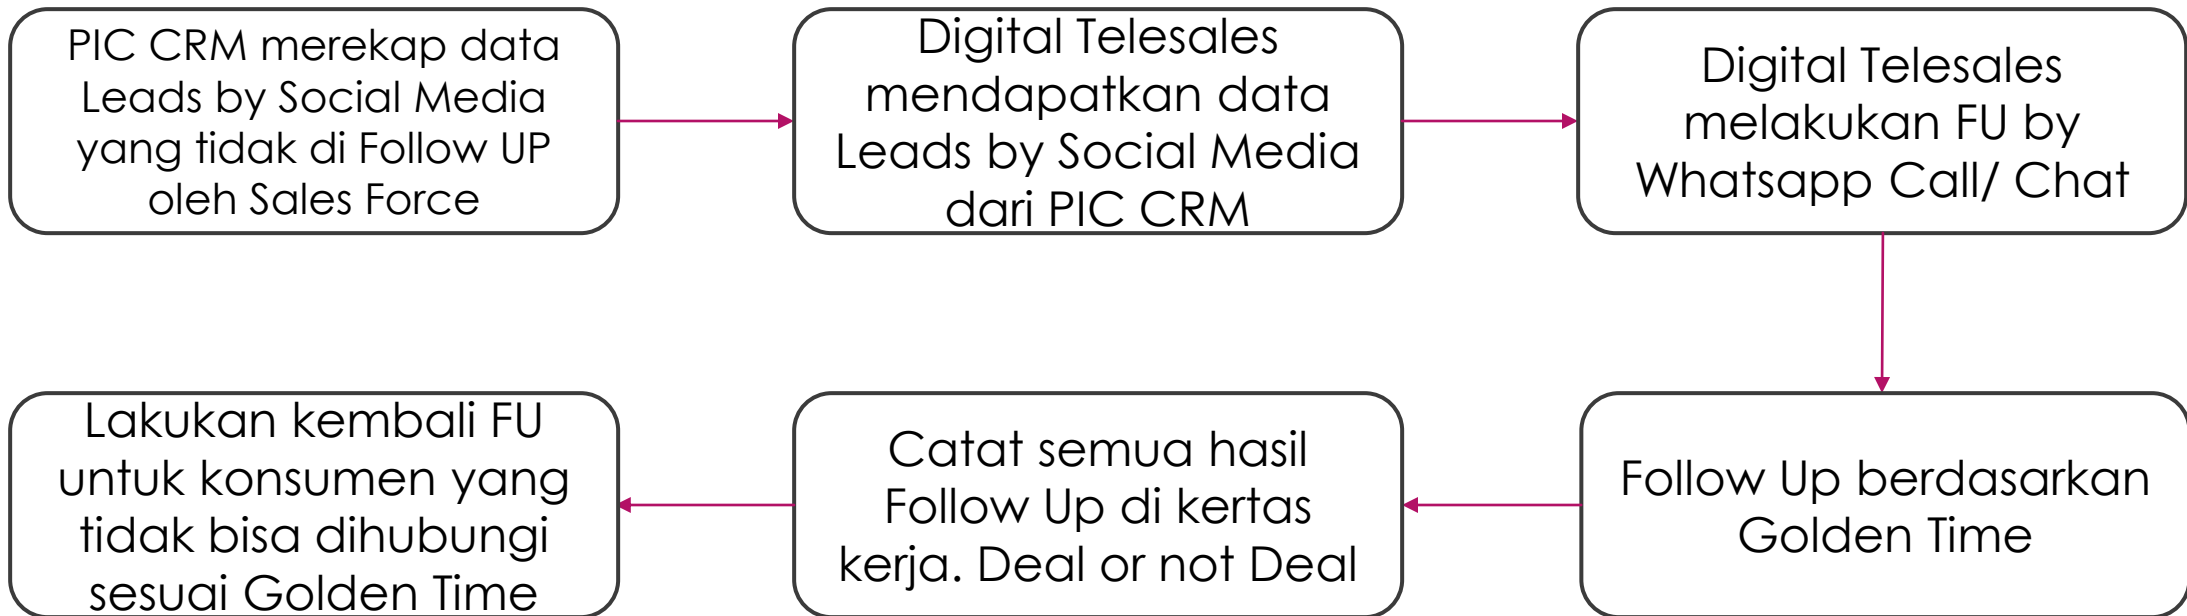 PIC CRM merekap data
Leads by Social Media
yang tidak di Follow UP
oleh Sales Force
Digital Telesales
mendapatkan data
Leads by Social Media
dari PIC CRM
Digital Telesales
melakukan FU by
Whatsapp Call/ Chat
Follow Up berdasarkan
Golden Time
Catat semua hasil
Follow Up di kertas
kerja. Deal or not Deal
Lakukan kembali FU
untuk konsumen yang
tidak bisa dihubungi
sesuai Golden Time